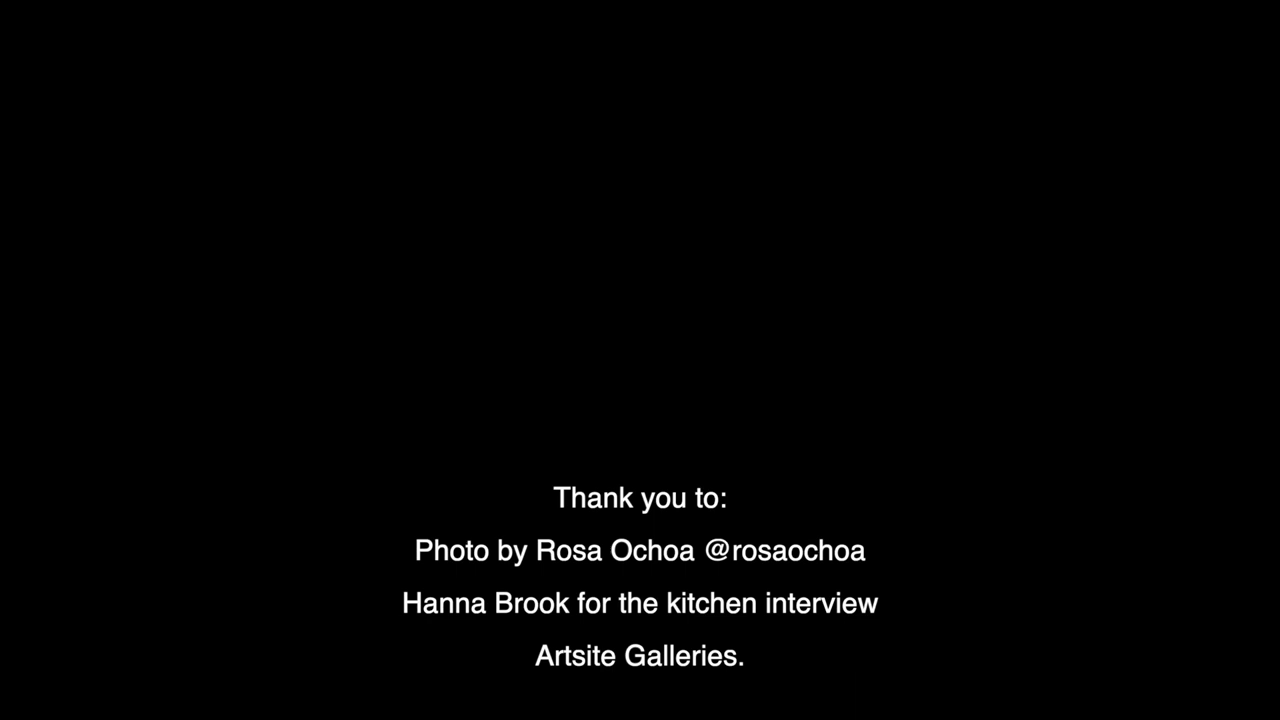 Thank you to:
Photo by Rosa Ochoa @rosaochoa
Hanna Brook for the kitchen interview
Artsite Galleries.